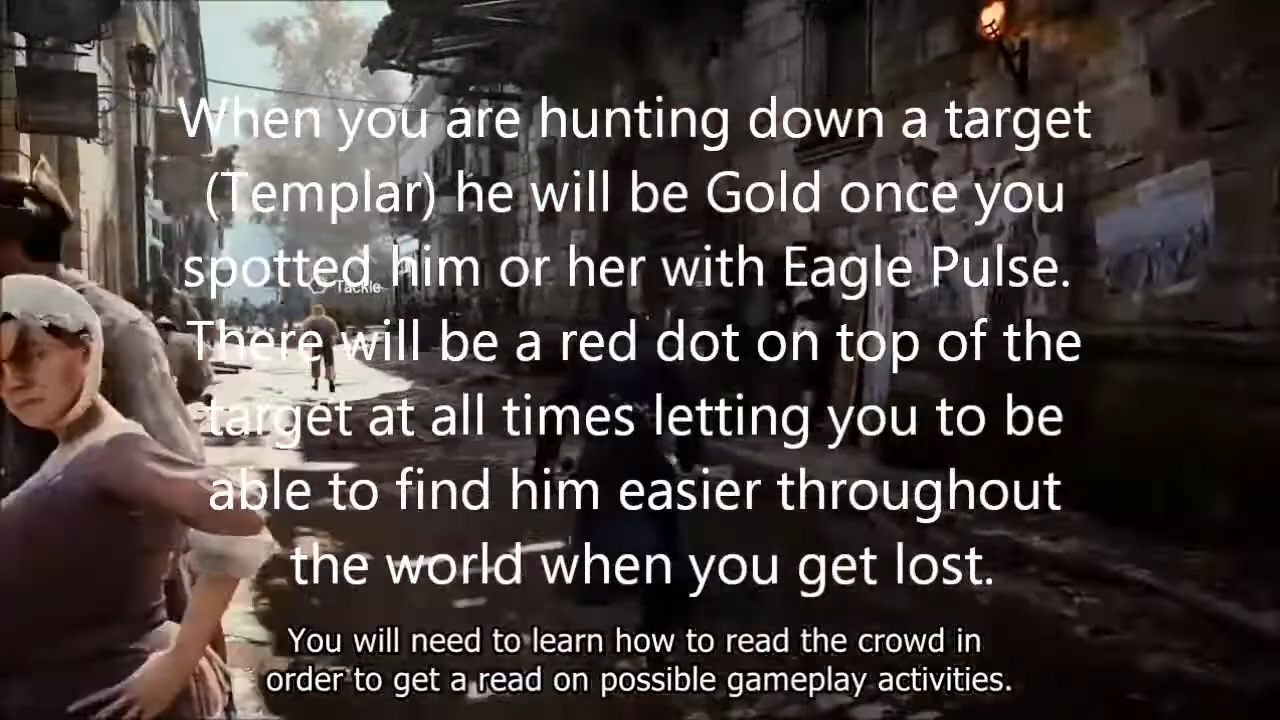 When you are hunting down a target
(Templar) he will be Gold once you
spotted him or her with Eagle Pulse.
Tackle
There will be a red dot on top of the
target at all times letting you to be
able to find him easier throughout
the world when you get lost.
You will need to learn how to read the crowd in
order to get a read on possible gameplay activities.